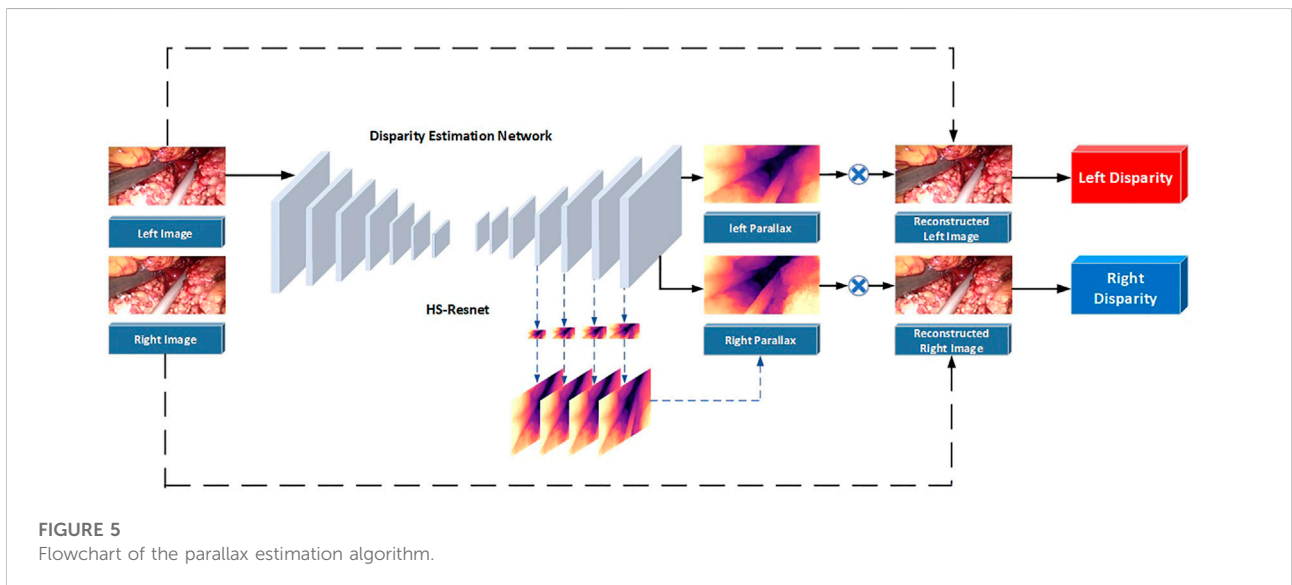 Disparity Estimation Network
Left Image
left Parallax
Reconstructed
Left Image
Left Disparity
HS-Resnet
Right Image
Right Parallax
Reconstructed
Right Image
Right
Disparity
FIGURE 5
Flowchart of the parallax estimation algorithm.